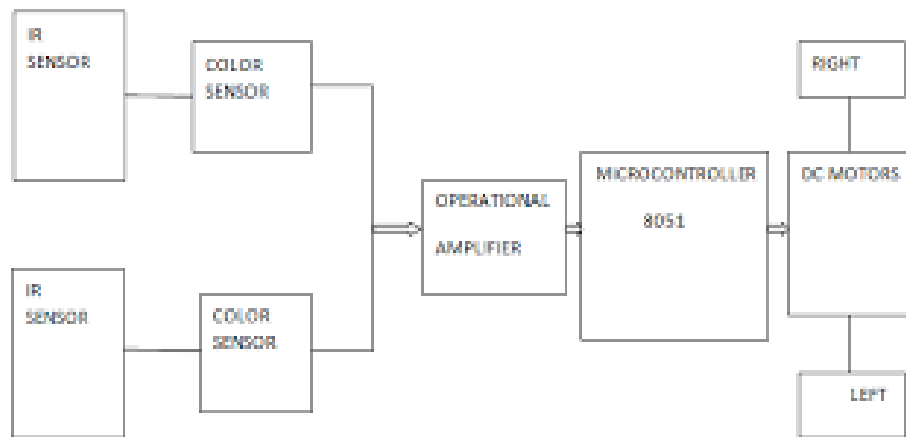 IR
SENSOR
COLOR
SENSOR
RIGHT
OPERATIONAL
AMPLIFIER
MICROCONTROLLER
8051
DC MOTORS
IR
SENSOR
COLOR
SENSOR
LEFT